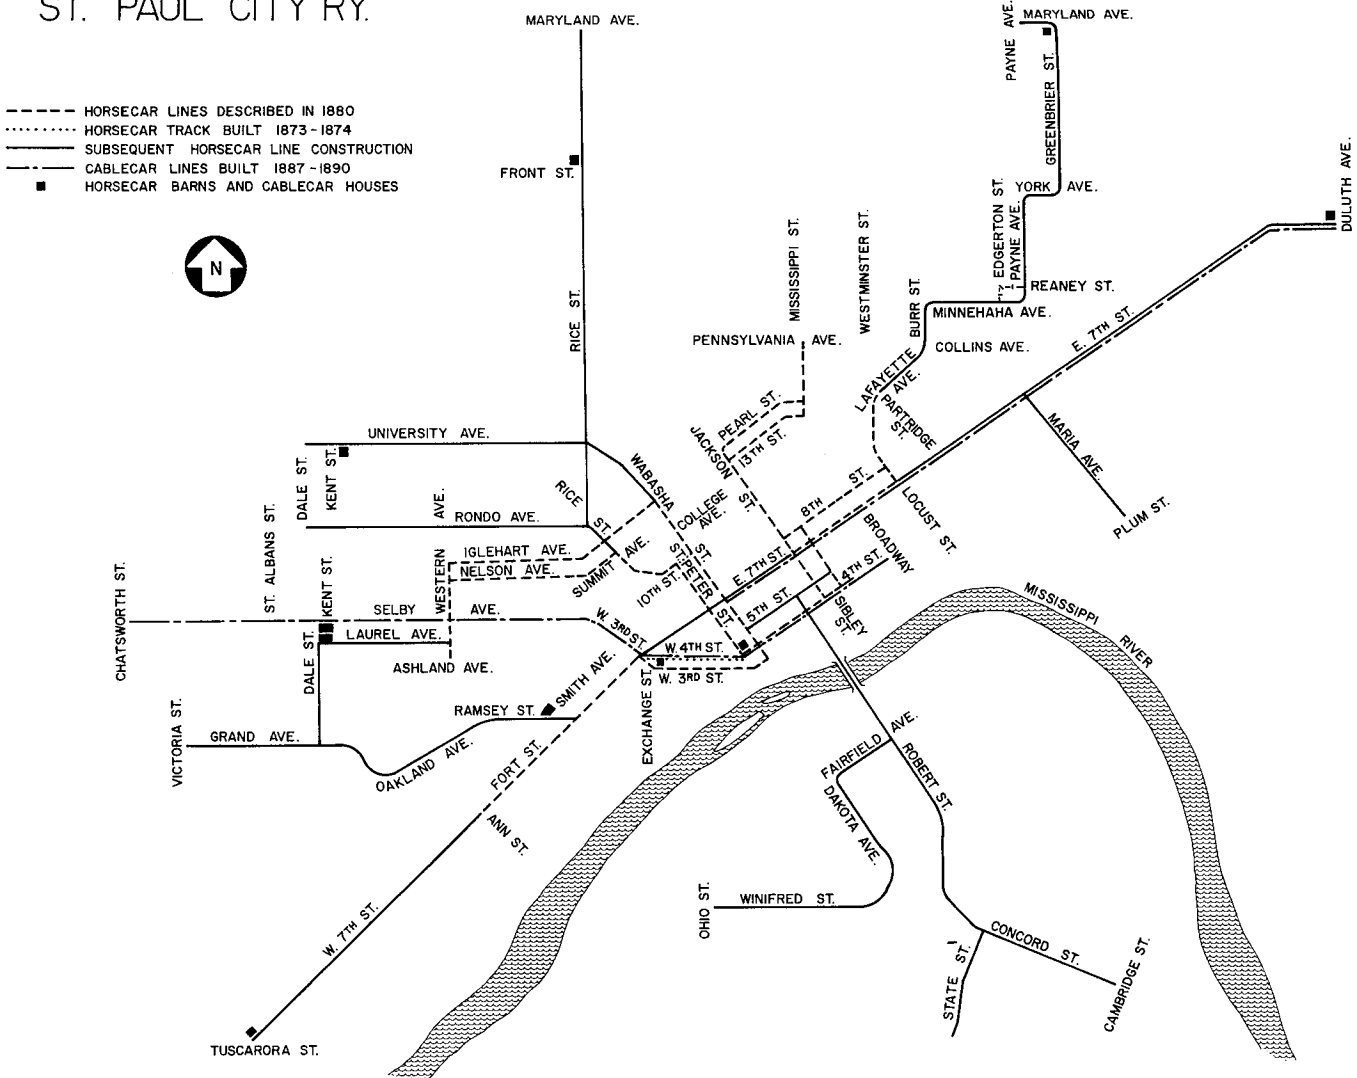 ST. PAUL CITY RY.
HORSECAR LINES DESCRIBED IN 1880
HORSECAR TRACK BUILT 1873-1874
SUBSEQUENT HORSECAR LINE CONSTRUCTION
CABLECAR LINES BUILT 1887-1890
HORSECAR BARNS AND CABLECAR HOUSES
N
MARYLAND AVE.
PAYNE AVE.
MARYLAND AVE.
GREENBRIER ST.
FRONT ST.
YORK AVE.
DULUTH AVE.
EDGERTON ST.
PAYNE AVE.
REANEY ST.
MISSISSIPPI ST.
WESTMINSTER ST.
BURR ST.
MINNEHAHA AVE.
COLLINS AVE.
E. 7TH ST.
RICE ST.
PENNSYLVANIA AVE.
LAFAYETTE AVE.
PARTRIDGE ST.
PEARL ST.
13TH ST.
JACKSON ST.
MARIA AVE.
PLUM ST.
UNIVERSITY AVE.
DALE ST.
KENT ST.
WABASHA ST.
COLLEGE AVE.
8TH ST.
LOCUST ST.
BROADWAY
RICE ST.
RONDO AVE.
ST. ALBANS ST.
WESTERN AVE.
IGLEHART AVE.
NELSON AVE.
SUMMIT AVE.
10TH ST.
ST. PETER ST.
E. 7TH ST.
5TH ST.
4TH ST.
SIBLEY ST.
CHATSWORTH ST.
KENT ST.
SELBY AVE.
W. 3RD ST.
LAUREL AVE.
ASHLAND AVE.
DALE ST.
W. 4TH ST.
W. 3RD ST.
EXCHANGE ST.
SMITH AVE.
RAMSEY ST.
MISSISSIPPI RIVER
VICTORIA ST.
GRAND AVE.
OAKLAND AVE.
FORT ST.
ANN ST.
FAIRFIELD AVE.
ROBERT ST.
DAKOTA AVE.
OHIO ST.
WINIFRED ST.
W. 7TH ST.
STATE ST.
CONCORD ST.
CAMBRIDGE ST.
TUSCARORA ST.